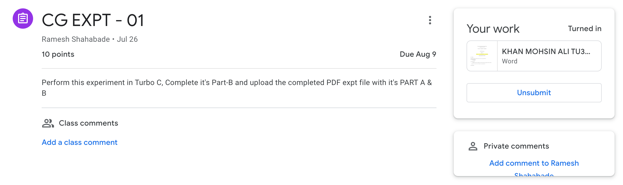 CG EXPT - 01
Ramesh Shahabade • Jul 26
10 points
Due Aug 9
Perform this experiment in Turbo C, Complete it's Part-B and upload the completed PDF expt file with it's PART A &
B
Class comments
Add a class comment
Your work
Turned in
KHAN MOHSIN ALI TU3...
Word
Unsubmit
Private comments
Add comment to Ramesh
Shahabade